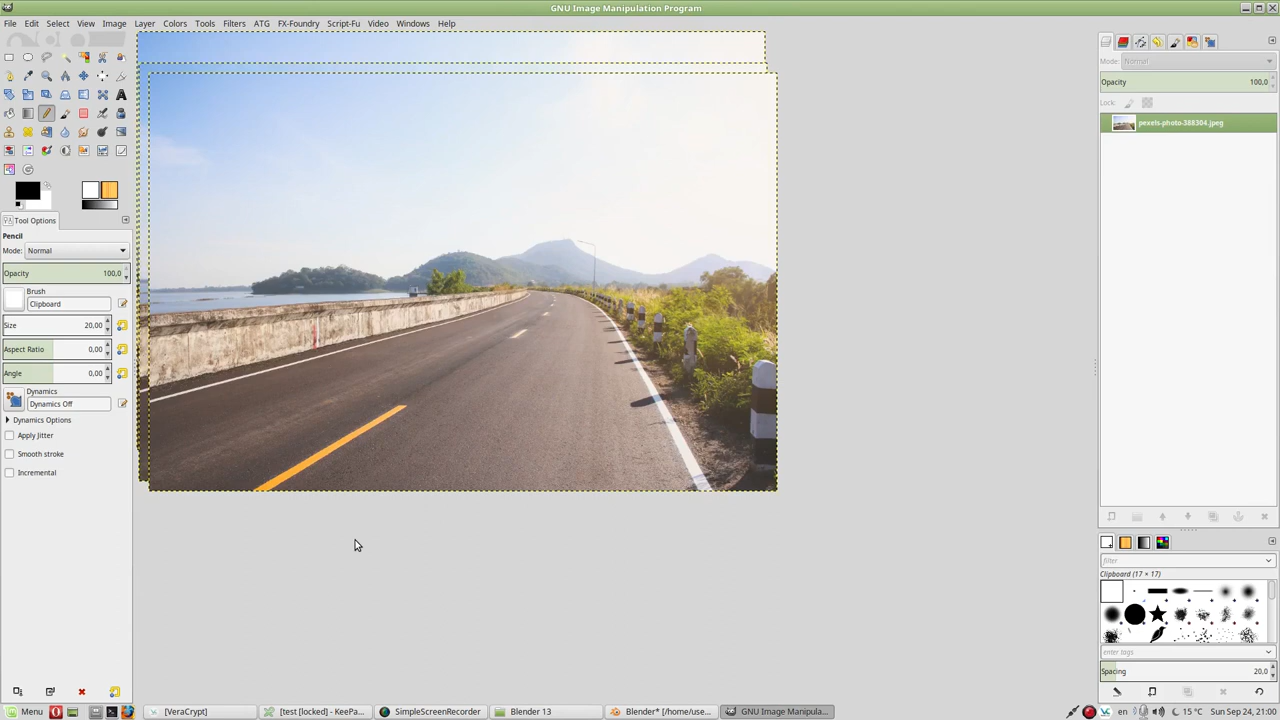 GNU Image Manipulation Program
File Edit Select View Image Layer Colors Tools Filters ATG FX-Foundry Script-Fu Video Windows Help
Mode: Normal
Opacity 100,0
Lock:
pexels-photo-388304.jpeg
Tool Options
Pencil
Mode: Normal
Opacity 100,0
Brush
Clipboard
Size 20,00
Aspect Ratio 0,00
Angle 0,00
Dynamics
Dynamics Off
Dynamics Options
Apply Jitter
Smooth stroke
Incremental
filter
Clipboard (17 × 17)
enter tags
Spacing 20,0
Menu [VeraCrypt] test [locked] - KeePa... SimpleScreenRecorder Blender 13 Blender* [/home/use... GNU Image Manipula... en 15 °C Sun Sep 24, 21:00